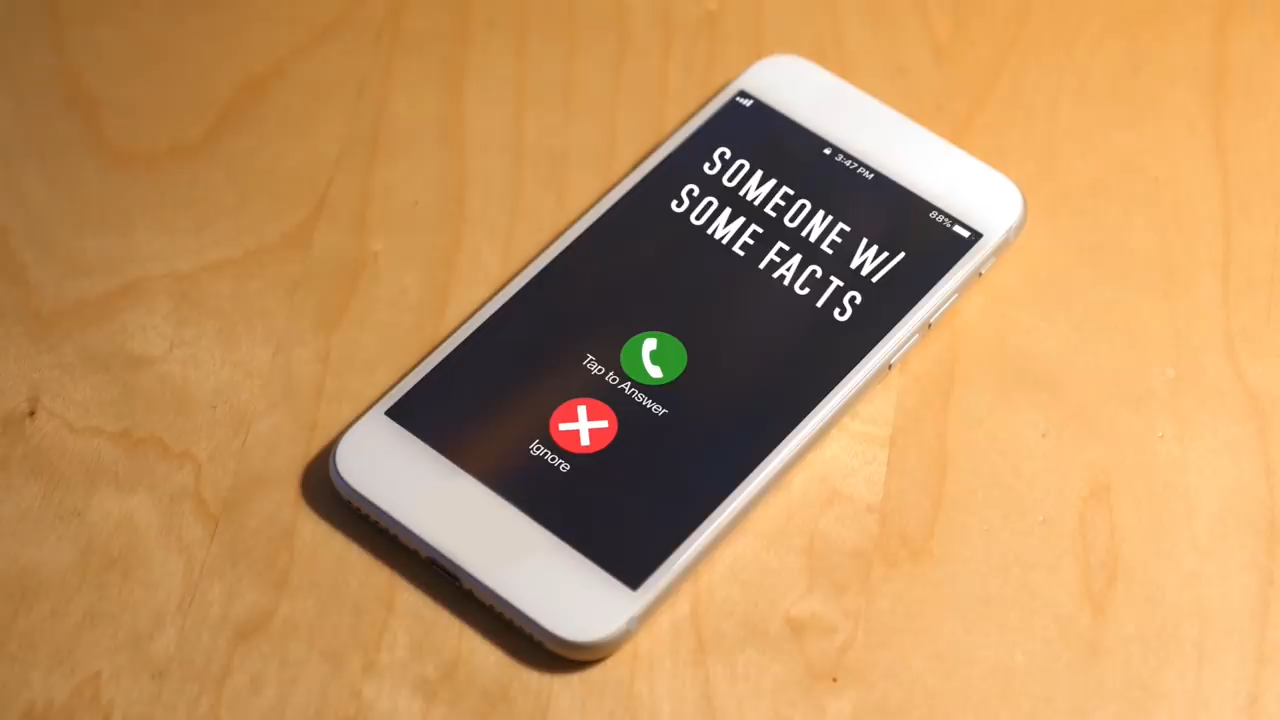 3:47 PM
88%
SOMEONE W/
SOME FACTS
Tap to Answer
Ignore